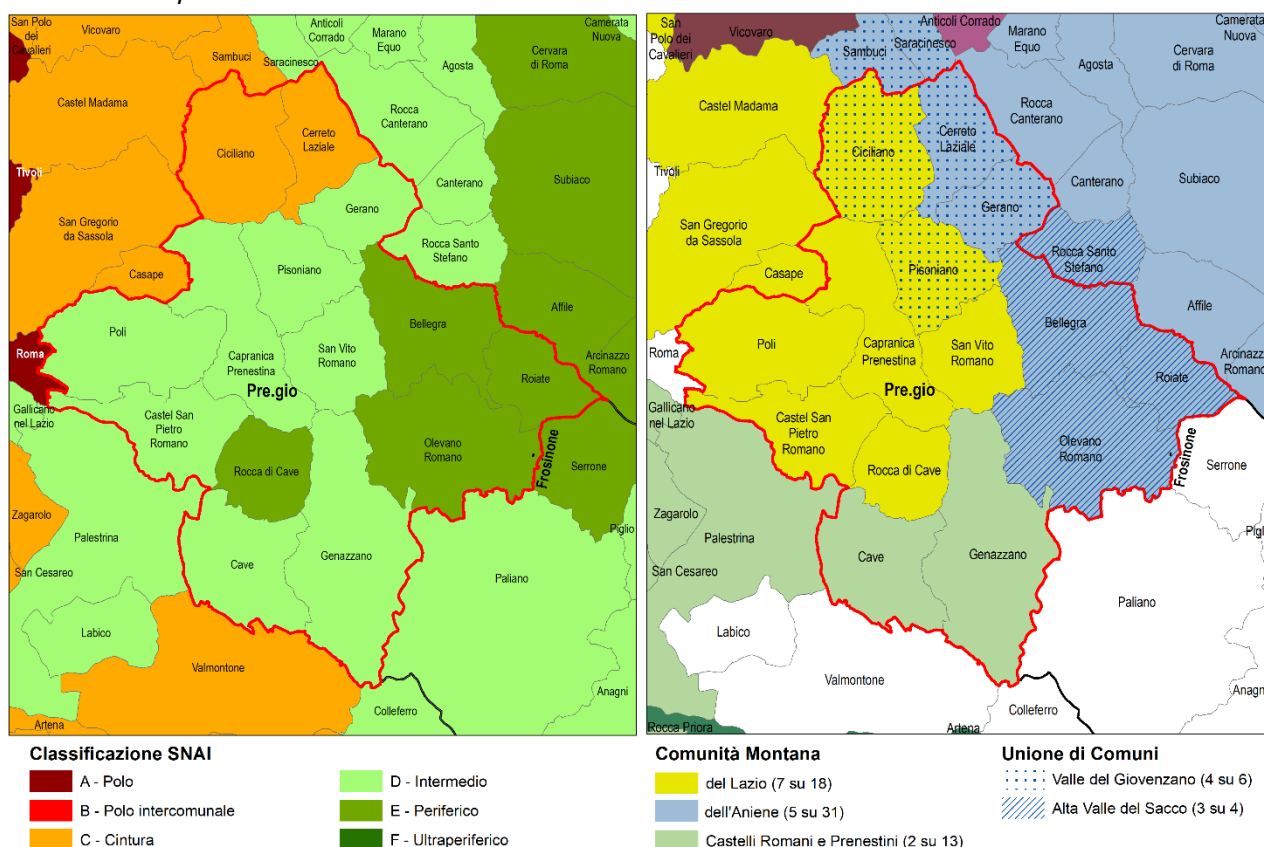 San Polo
dei
Cavalieri
Vicovaro
Sambuci
Anticoli
Corrado
Saracinesco
Marano
Equo
Agosta
Camerata
Nuova
Cervara
di Roma
Castel Madama
Rocca
Canterano
Cerreto
Laziale
Ciciliano
Tivoli
Canterano
Subiaco
Gerano
San Gregorio
da Sassola
Rocca Santo
Stefano
Casape
Pisoniano
Affile
Bellegra
Poli
Roma
Capranica
Prenestina
San Vito
Romano
Arcinazzo
Romano
Roiate
Pre.gio
Gallicano
nel Lazio
Castel San
Pietro
Romano
Olevano
Romano
Frosinone
Rocca di Cave
Serrone
Zagarolo
Palestrina
Piglio
San Cesareo
Cave
Genazzano
Paliano
Labico
Valmontone
Anagni
Artena
Colleferro
San
Polo dei
Cavalieri
Vicovaro
Sambuci
Anticoli Corrado
Saracinesco
Marano
Equo
Agosta
Camerata
Nuova
Cervara
di Roma
Castel Madama
Rocca
Canterano
Cerreto
Laziale
Ciciliano
Tivoli
Canterano
Subiaco
Gerano
San Gregorio
da Sassola
Rocca Santo
Stefano
Casape
Pisoniano
Affile
Bellegra
Poli
Roma
Capranica
Prenestina
San Vito
Romano
Arcinazzo
Romano
Roiate
Pre.gio
Gallicano
nel Lazio
Castel San
Pietro
Romano
Olevano
Romano
Frosinone
Rocca di Cave
Serrone
Zagarolo
Palestrina
San Cesareo
Cave
Genazzano
Paliano
Labico
Valmontone
Anagni
Rocca Priora
Artena
Colleferro
Classificazione SNAI
A - Polo
B - Polo intercomunale
C - Cintura
D - Intermedio
E - Periferico
F - Ultraperiferico
Comunità Montana
del Lazio (7 su 18)
dell'Aniene (5 su 31)
Castelli Romani e Prenestini (2 su 13)
Unione di Comuni
Valle del Giovenzano (4 su 6)
Alta Valle del Sacco (3 su 4)